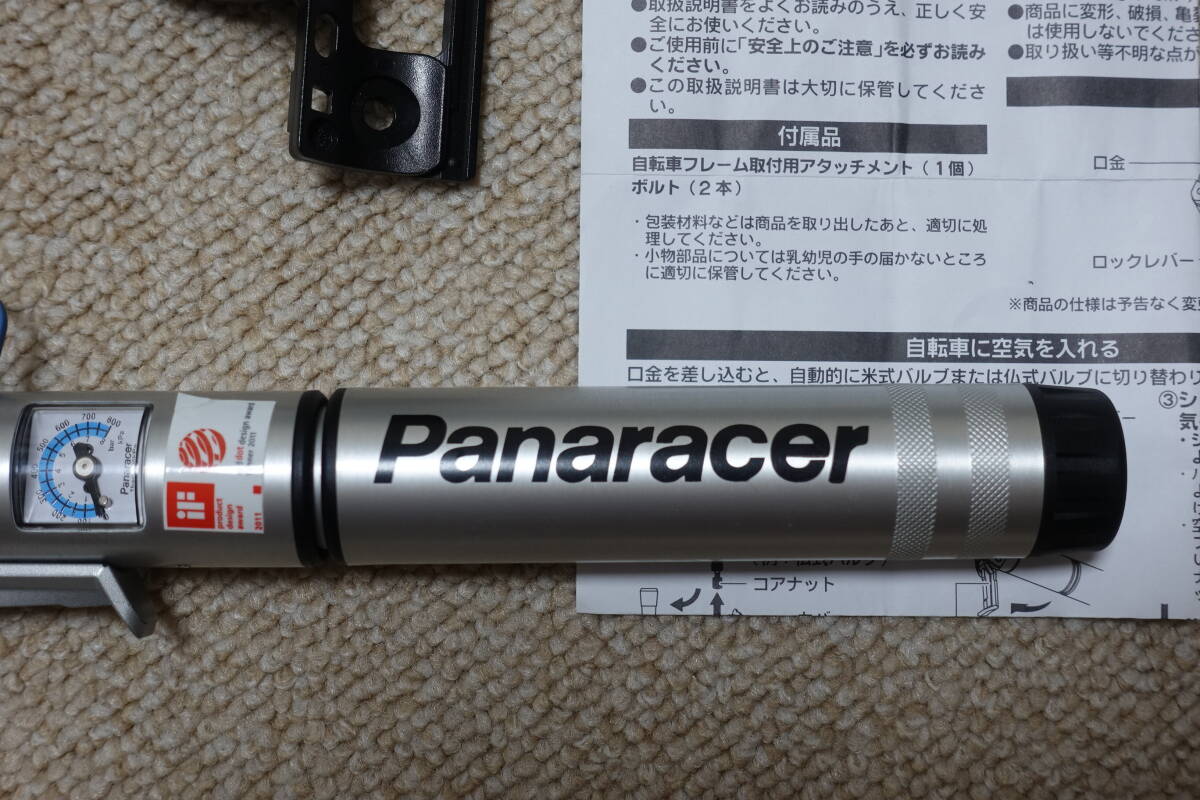 ●取扱説明書をよくお読みのうえ、正しく安
全にお使いください。
●ご使用前に「安全上のご注意」を必ずお読み
ください。
●この取扱説明書は大切に保管してくださ
い。
付属品
自転車フレーム取付用アタッチメント(1個)
ボルト(2本)
・包装材料などは商品を取り出したあと、適切に処
理してください。
・小物部品については乳幼児の手の届かないところ
に適切に保管してください。
●商品に変形、破損、亀
は使用しないでくださ
●取り扱い等不明な点が
口金
ロックレバー
※商品の仕様は予告なく変
自転車に空気を入れる
口金を差し込むと、自動的に米式バルブまたは仏式バルブに切り替わり
③シ
気
コアナット
Panaracer
800
700
600
500
400
300
200
kPa
bar
Panaracer
dot design award
2011
iF
product
design
award
2011